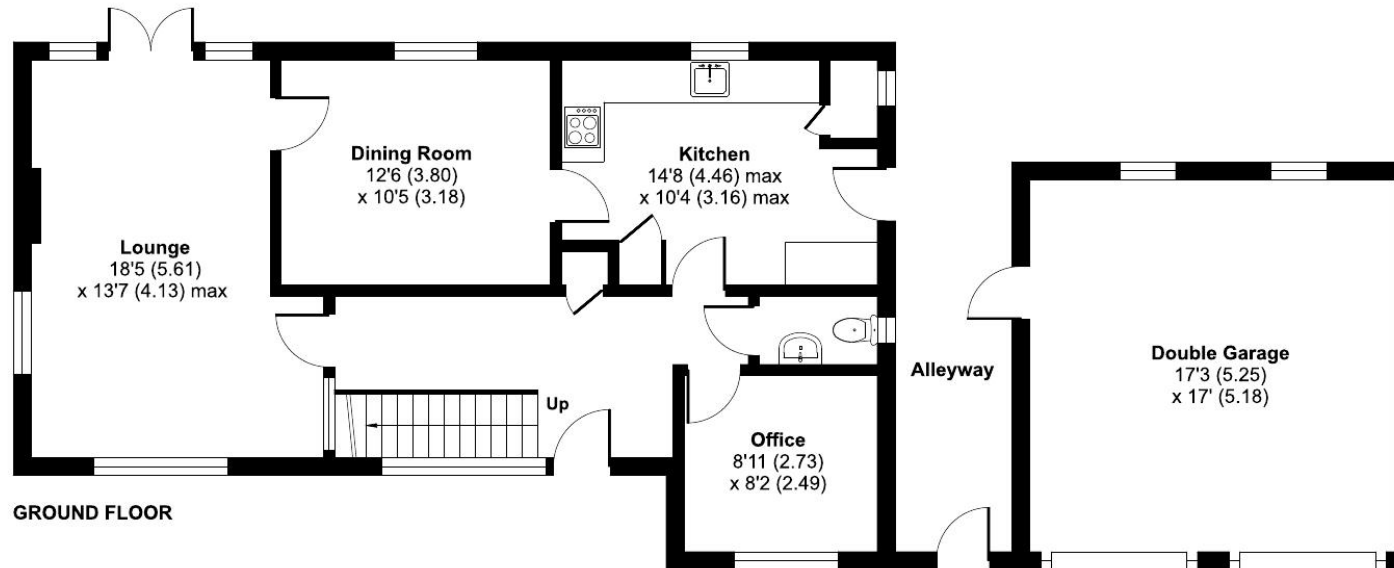 Dining Room
12'6 (3.80)
x 10'5 (3.18)
Kitchen
14'8 (4.46) max
x 10'4 (3.16) max
Lounge
18'5 (5.61)
x 13'7 (4.13) max
Up
Office
8'11 (2.73)
x 8'2 (2.49)
Alleyway
Double Garage
17'3 (5.25)
x 17' (5.18)
GROUND FLOOR